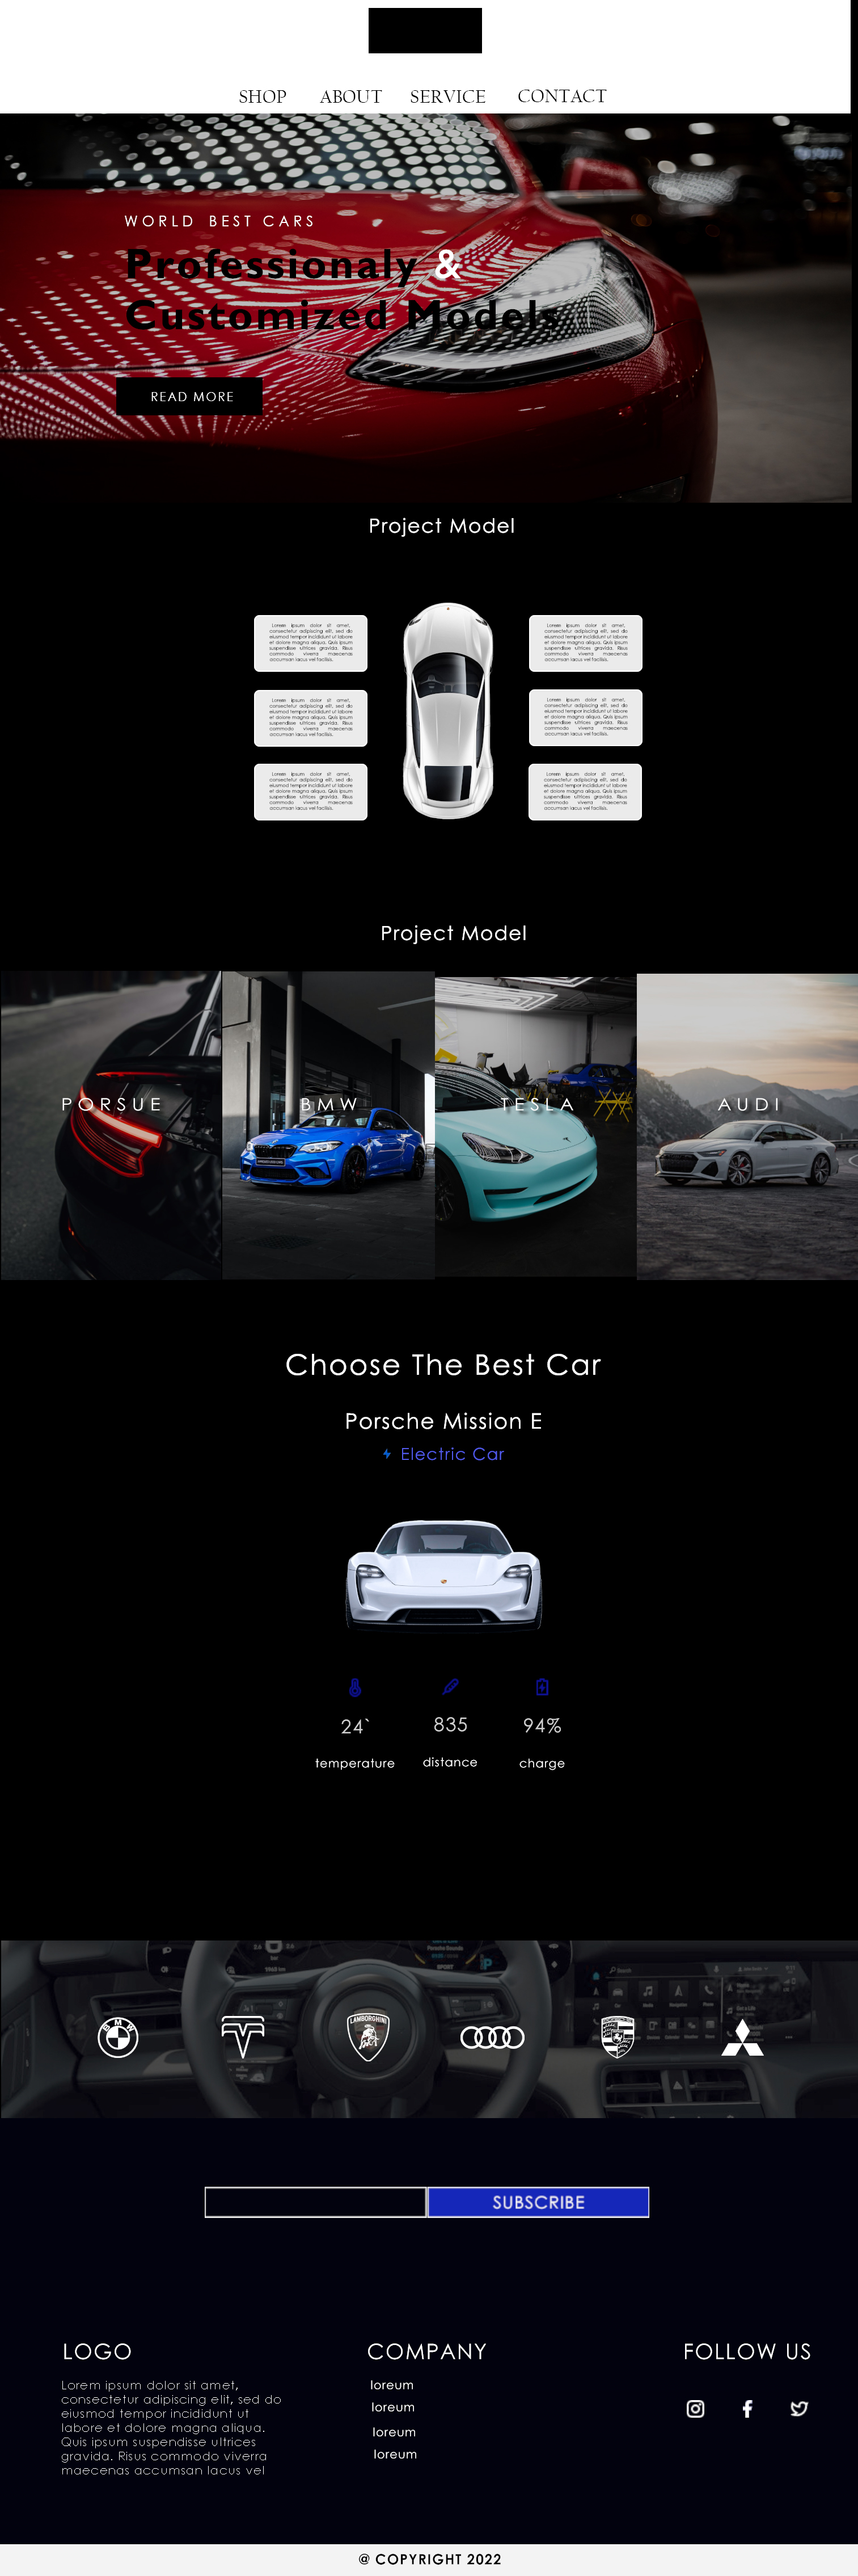 SHOP ABOUT SERVICE CONTACT
WORLD BEST CARS
Professionaly &
Customized Models
READ MORE
Project Model
Lorem ipsum dolor sit amet,
consectetur adipiscing elit, sed do
eiusmod tempor incididunt ut labore
et dolore magna aliqua. Quis ipsum
suspendisse ultrices gravida. Risus
commodo viverra maecenas
accumsan lacus vel facilisis.
Lorem ipsum dolor sit amet,
consectetur adipiscing elit, sed do
eiusmod tempor incididunt ut labore
et dolore magna aliqua. Quis ipsum
suspendisse ultrices gravida. Risus
commodo viverra maecenas
accumsan lacus vel facilisis.
Lorem ipsum dolor sit amet,
consectetur adipiscing elit, sed do
eiusmod tempor incididunt ut labore
et dolore magna aliqua. Quis ipsum
suspendisse ultrices gravida. Risus
commodo viverra maecenas
accumsan lacus vel facilisis.
Lorem ipsum dolor sit amet,
consectetur adipiscing elit, sed do
eiusmod tempor incididunt ut labore
et dolore magna aliqua. Quis ipsum
suspendisse ultrices gravida. Risus
commodo viverra maecenas
accumsan lacus vel facilisis.
Lorem ipsum dolor sit amet,
consectetur adipiscing elit, sed do
eiusmod tempor incididunt ut labore
et dolore magna aliqua. Quis ipsum
suspendisse ultrices gravida. Risus
commodo viverra maecenas
accumsan lacus vel facilisis.
Lorem ipsum dolor sit amet,
consectetur adipiscing elit, sed do
eiusmod tempor incididunt ut labore
et dolore magna aliqua. Quis ipsum
suspendisse ultrices gravida. Risus
commodo viverra maecenas
accumsan lacus vel facilisis.
Project Model
PORSUE BMW TESLA AUDI
Choose The Best Car
Porsche Mission E
Electric Car
24` 835 94%
temperature distance charge
SPORT
BMW LAMBORGHINI
SUBSCRIBE
LOGO
Lorem ipsum dolor sit amet,
consectetur adipiscing elit, sed do
eiusmod tempor incididunt ut
labore et dolore magna aliqua.
Quis ipsum suspendisse ultrices
gravida. Risus commodo viverra
maecenas accumsan lacus vel
COMPANY
loreum
loreum
loreum
loreum
FOLLOW US
@ COPYRIGHT 2022